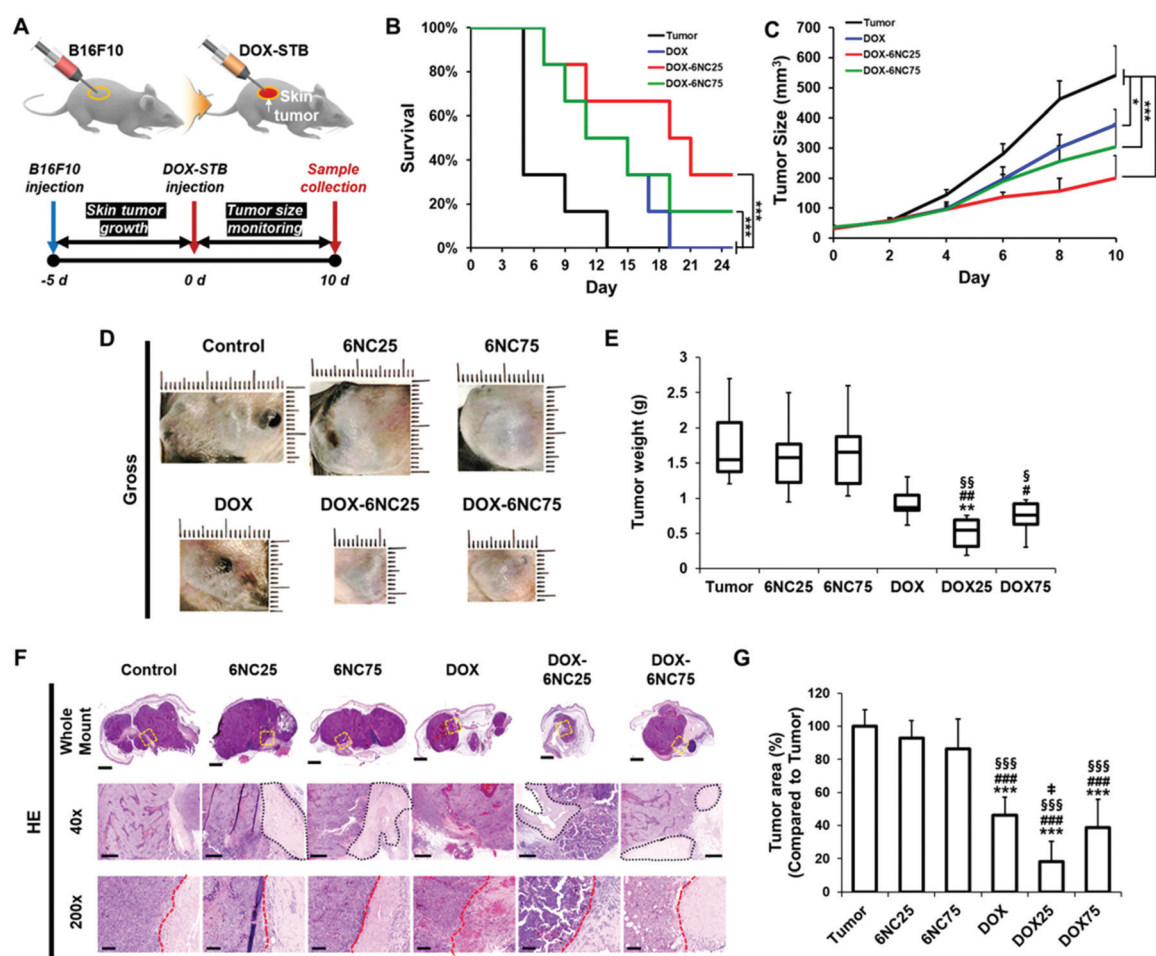 A
B16F10
DOX-STB
Skin
tumor
B16F10
injection
DOX-STB
injection
Sample
collection
Skin tumor
growth
Tumor size
monitoring
-5 d
0 d
10 d
B
100%
80%
60%
40%
20%
0%
Survival
0 3 6 9 12 15 18 21 24
Day
Tumor
DOX
DOX-6NC25
DOX-6NC75
***
***
C
700
600
500
400
300
200
100
0
Tumor Size (mm³)
0 2 4 6 8 10
Day
Tumor
DOX
DOX-6NC25
DOX-6NC75
*
***
D
Gross
Control
6NC25
6NC75
DOX
DOX-6NC25
DOX-6NC75
E
3
2.5
2
1.5
1
0.5
0
Tumor weight (g)
§§
##
**
§
#
Tumor 6NC25 6NC75 DOX DOX25 DOX75
F
HE
Control
6NC25
6NC75
DOX
DOX-
6NC25
DOX-
6NC75
Whole
Mount
40x
200x
G
120
100
80
60
40
20
0
Tumor area (%)
(Compared to Tumor)
§§§
###
***
ǂ
§§§
###
***
§§§
###
***
Tumor
6NC25
6NC75
DOX
DOX25
DOX75